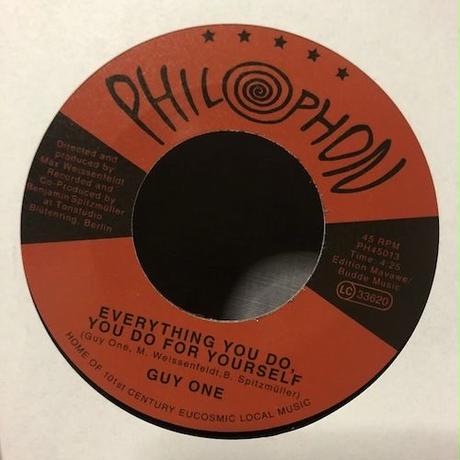 PHILOPHON
Directed and
produced by
Max Weissenfeldt
Recorded and
Co-Produced by
Benjamin Spitzmüller
at Tonstudio
Blütenring, Berlin
45 RPM
PH45013
Time: 4:25
Edition Mavawe/
Budde Music
LC 33620
EVERYTHING YOU DO,
YOU DO FOR YOURSELF
(Guy One, M. Weissenfeldt;B. Spitzmüller)
GUY ONE
HOME OF 101st CENTURY EUCOSMIC LOCAL MUSIC